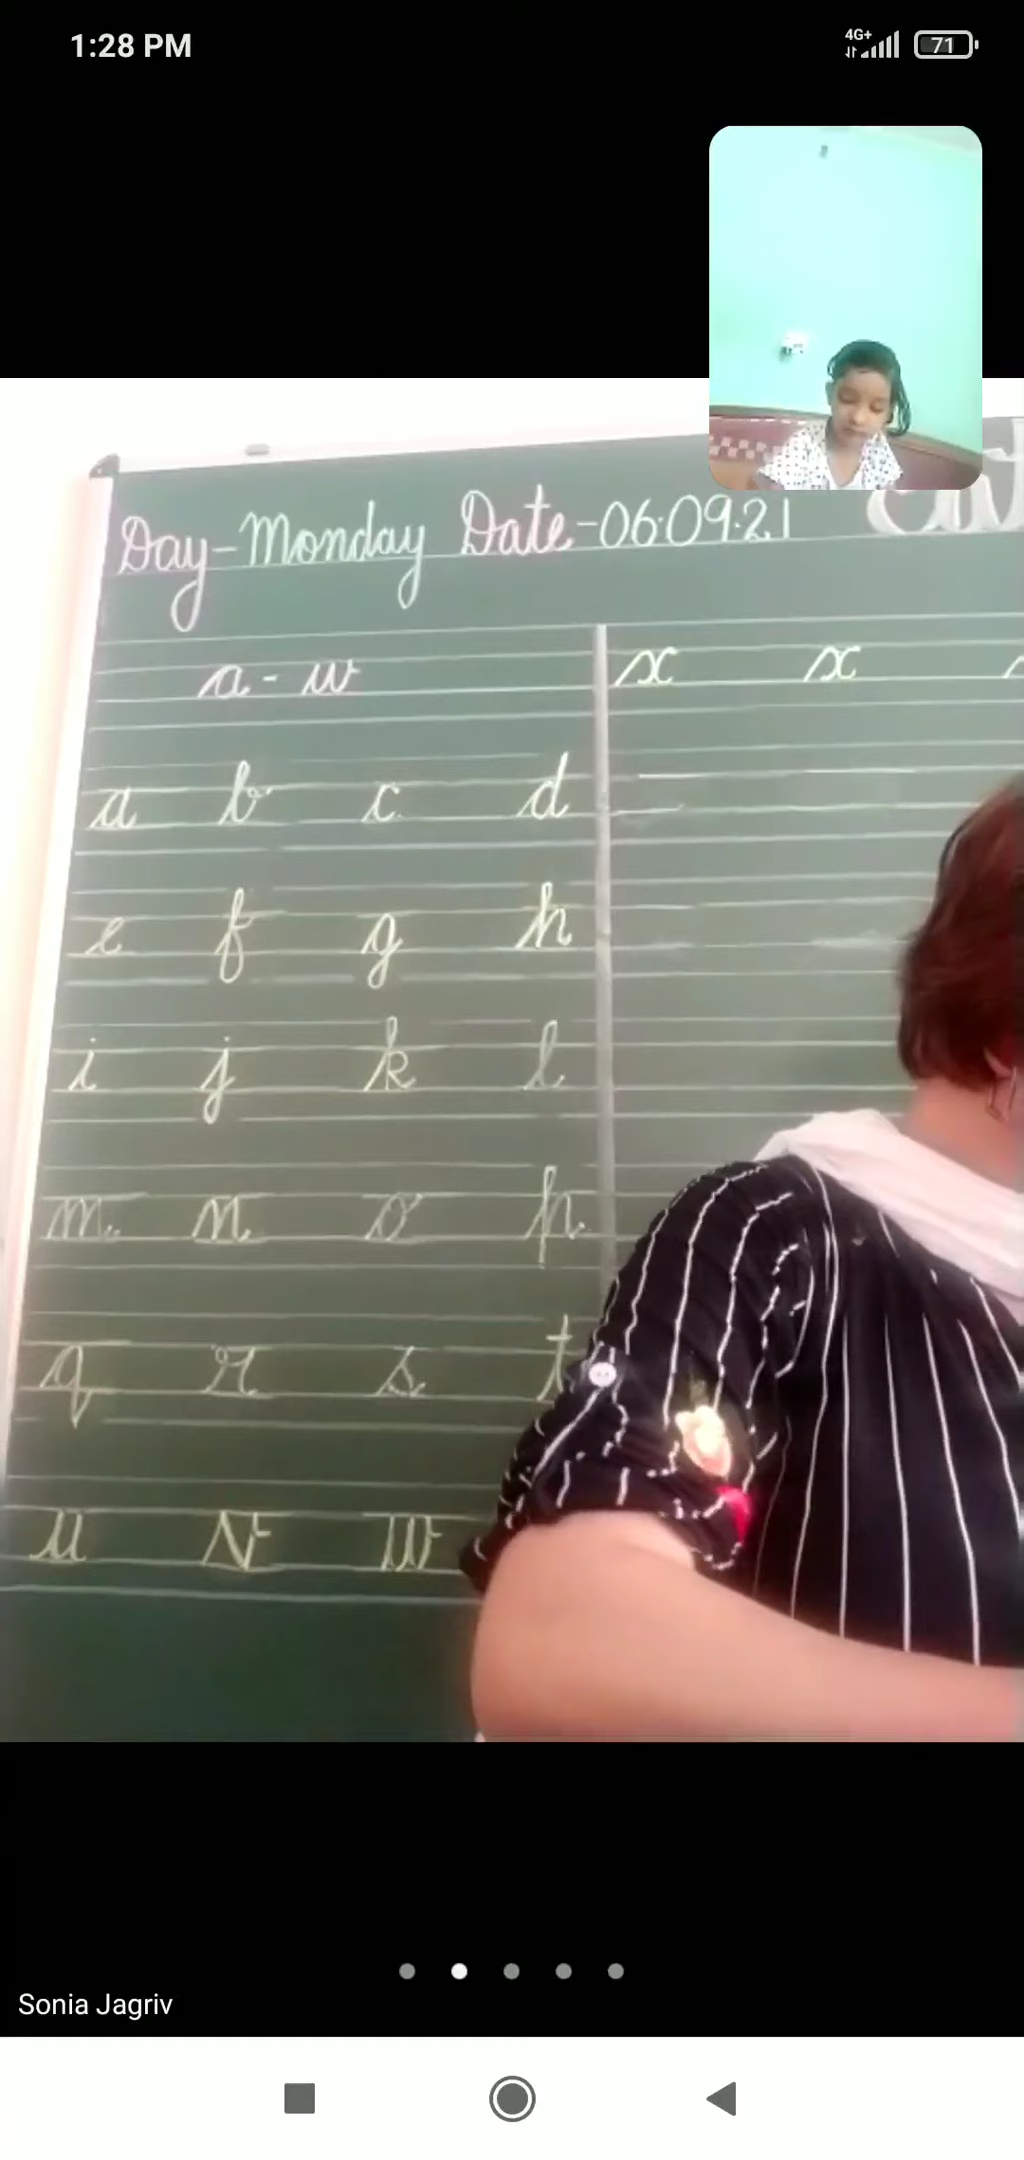 1:28 PM 4G+ 71
Day-Monday Date-06.09.21
a - w x x
a b c d
e f g h
i j k l
m n o p
q r s t
u v w
Sonia Jagriv